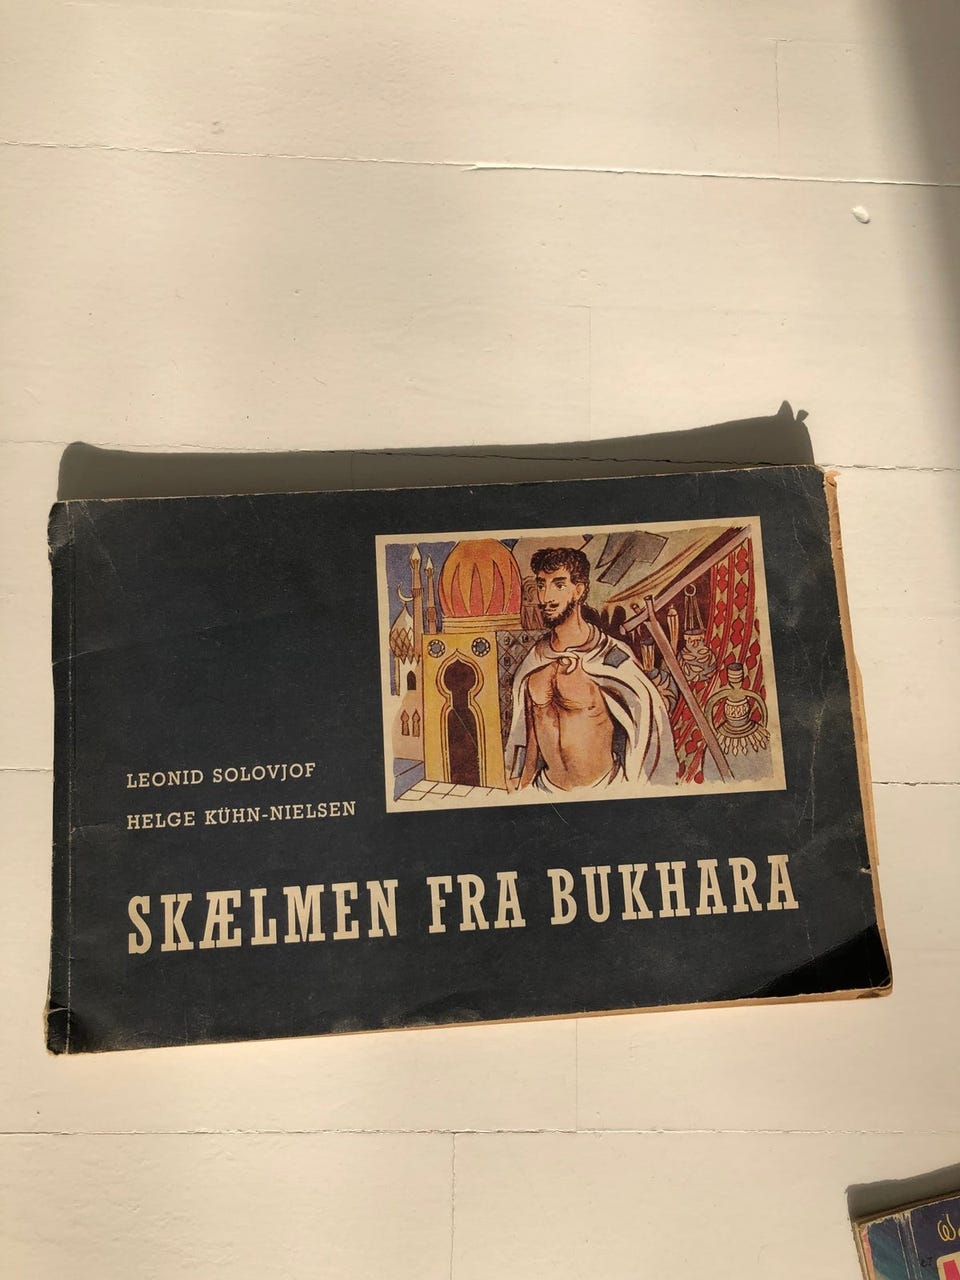 LEONID SOLOVJOF
HELGE KÜHN-NIELSEN
SKÆLMEN FRA BUKHARA